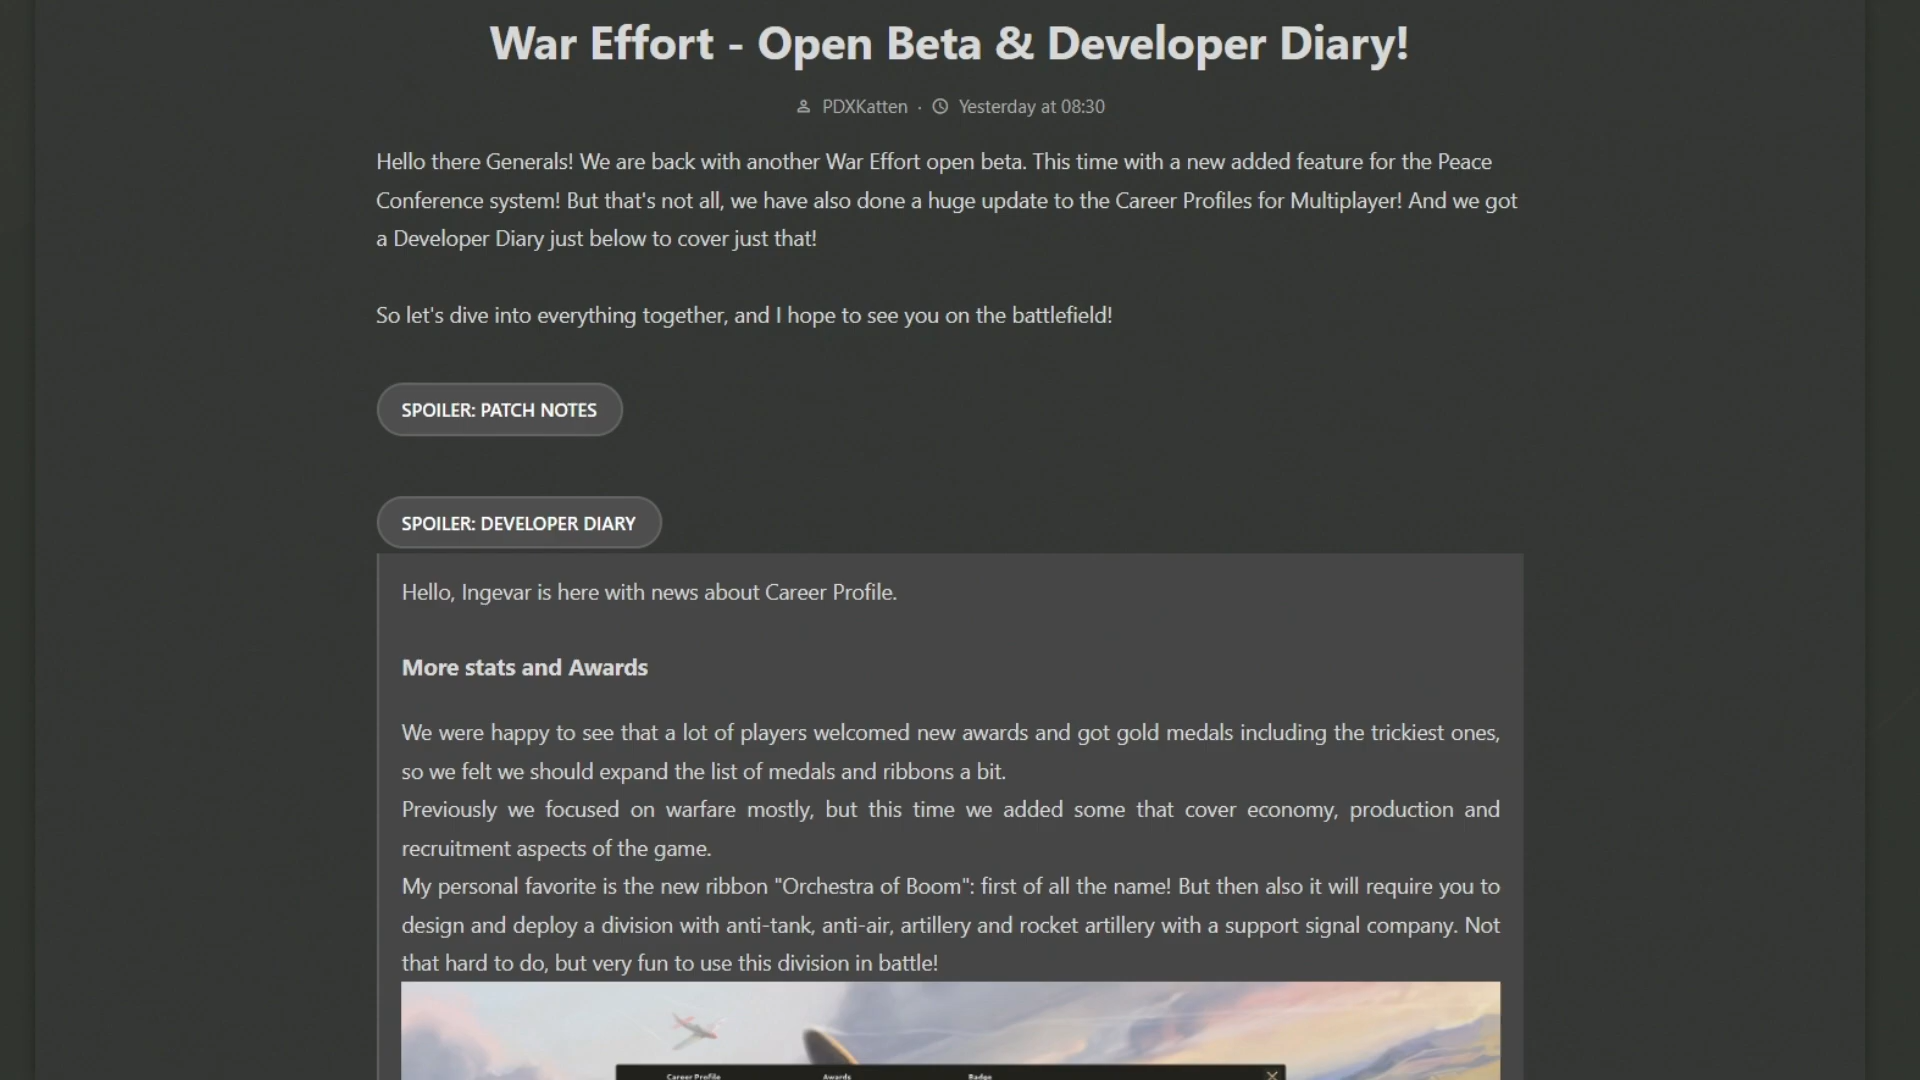 War Effort - Open Beta & Developer Diary!
PDXKatten · Yesterday at 08:30
Hello there Generals! We are back with another War Effort open beta. This time with a new added feature for the Peace
Conference system! But that's not all, we have also done a huge update to the Career Profiles for Multiplayer! And we got
a Developer Diary just below to cover just that!
So let's dive into everything together, and I hope to see you on the battlefield!
SPOILER: PATCH NOTES
SPOILER: DEVELOPER DIARY
Hello, Ingevar is here with news about Career Profile.
More stats and Awards
We were happy to see that a lot of players welcomed new awards and got gold medals including the trickiest ones,
so we felt we should expand the list of medals and ribbons a bit.
Previously we focused on warfare mostly, but this time we added some that cover economy, production and
recruitment aspects of the game.
My personal favorite is the new ribbon "Orchestra of Boom": first of all the name! But then also it will require you to
design and deploy a division with anti-tank, anti-air, artillery and rocket artillery with a support signal company. Not
that hard to do, but very fun to use this division in battle!
Career Profile Awards Badge